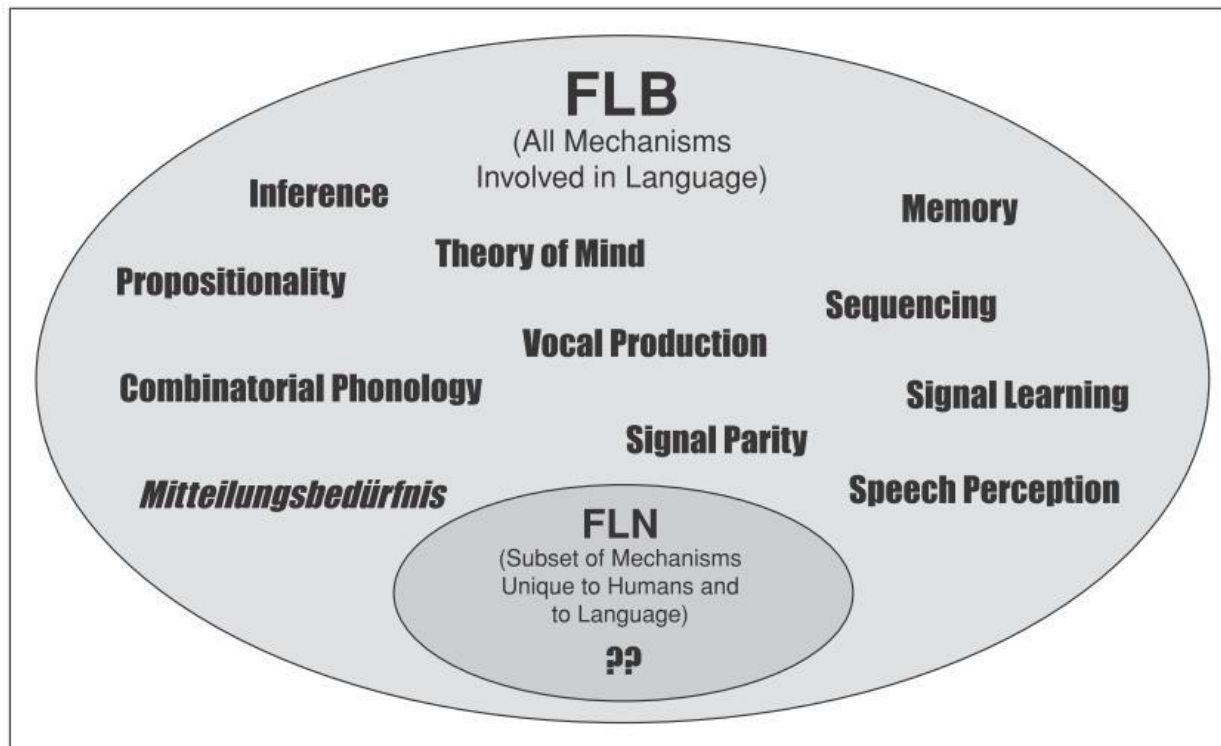 FLB
(All Mechanisms
Involved in Language)
Inference
Memory
Theory of Mind
Propositionality
Sequencing
Vocal Production
Combinatorial Phonology
Signal Learning
Signal Parity
Mitteilungsbedürfnis
Speech Perception
FLN
(Subset of Mechanisms
Unique to Humans and
to Language)
??